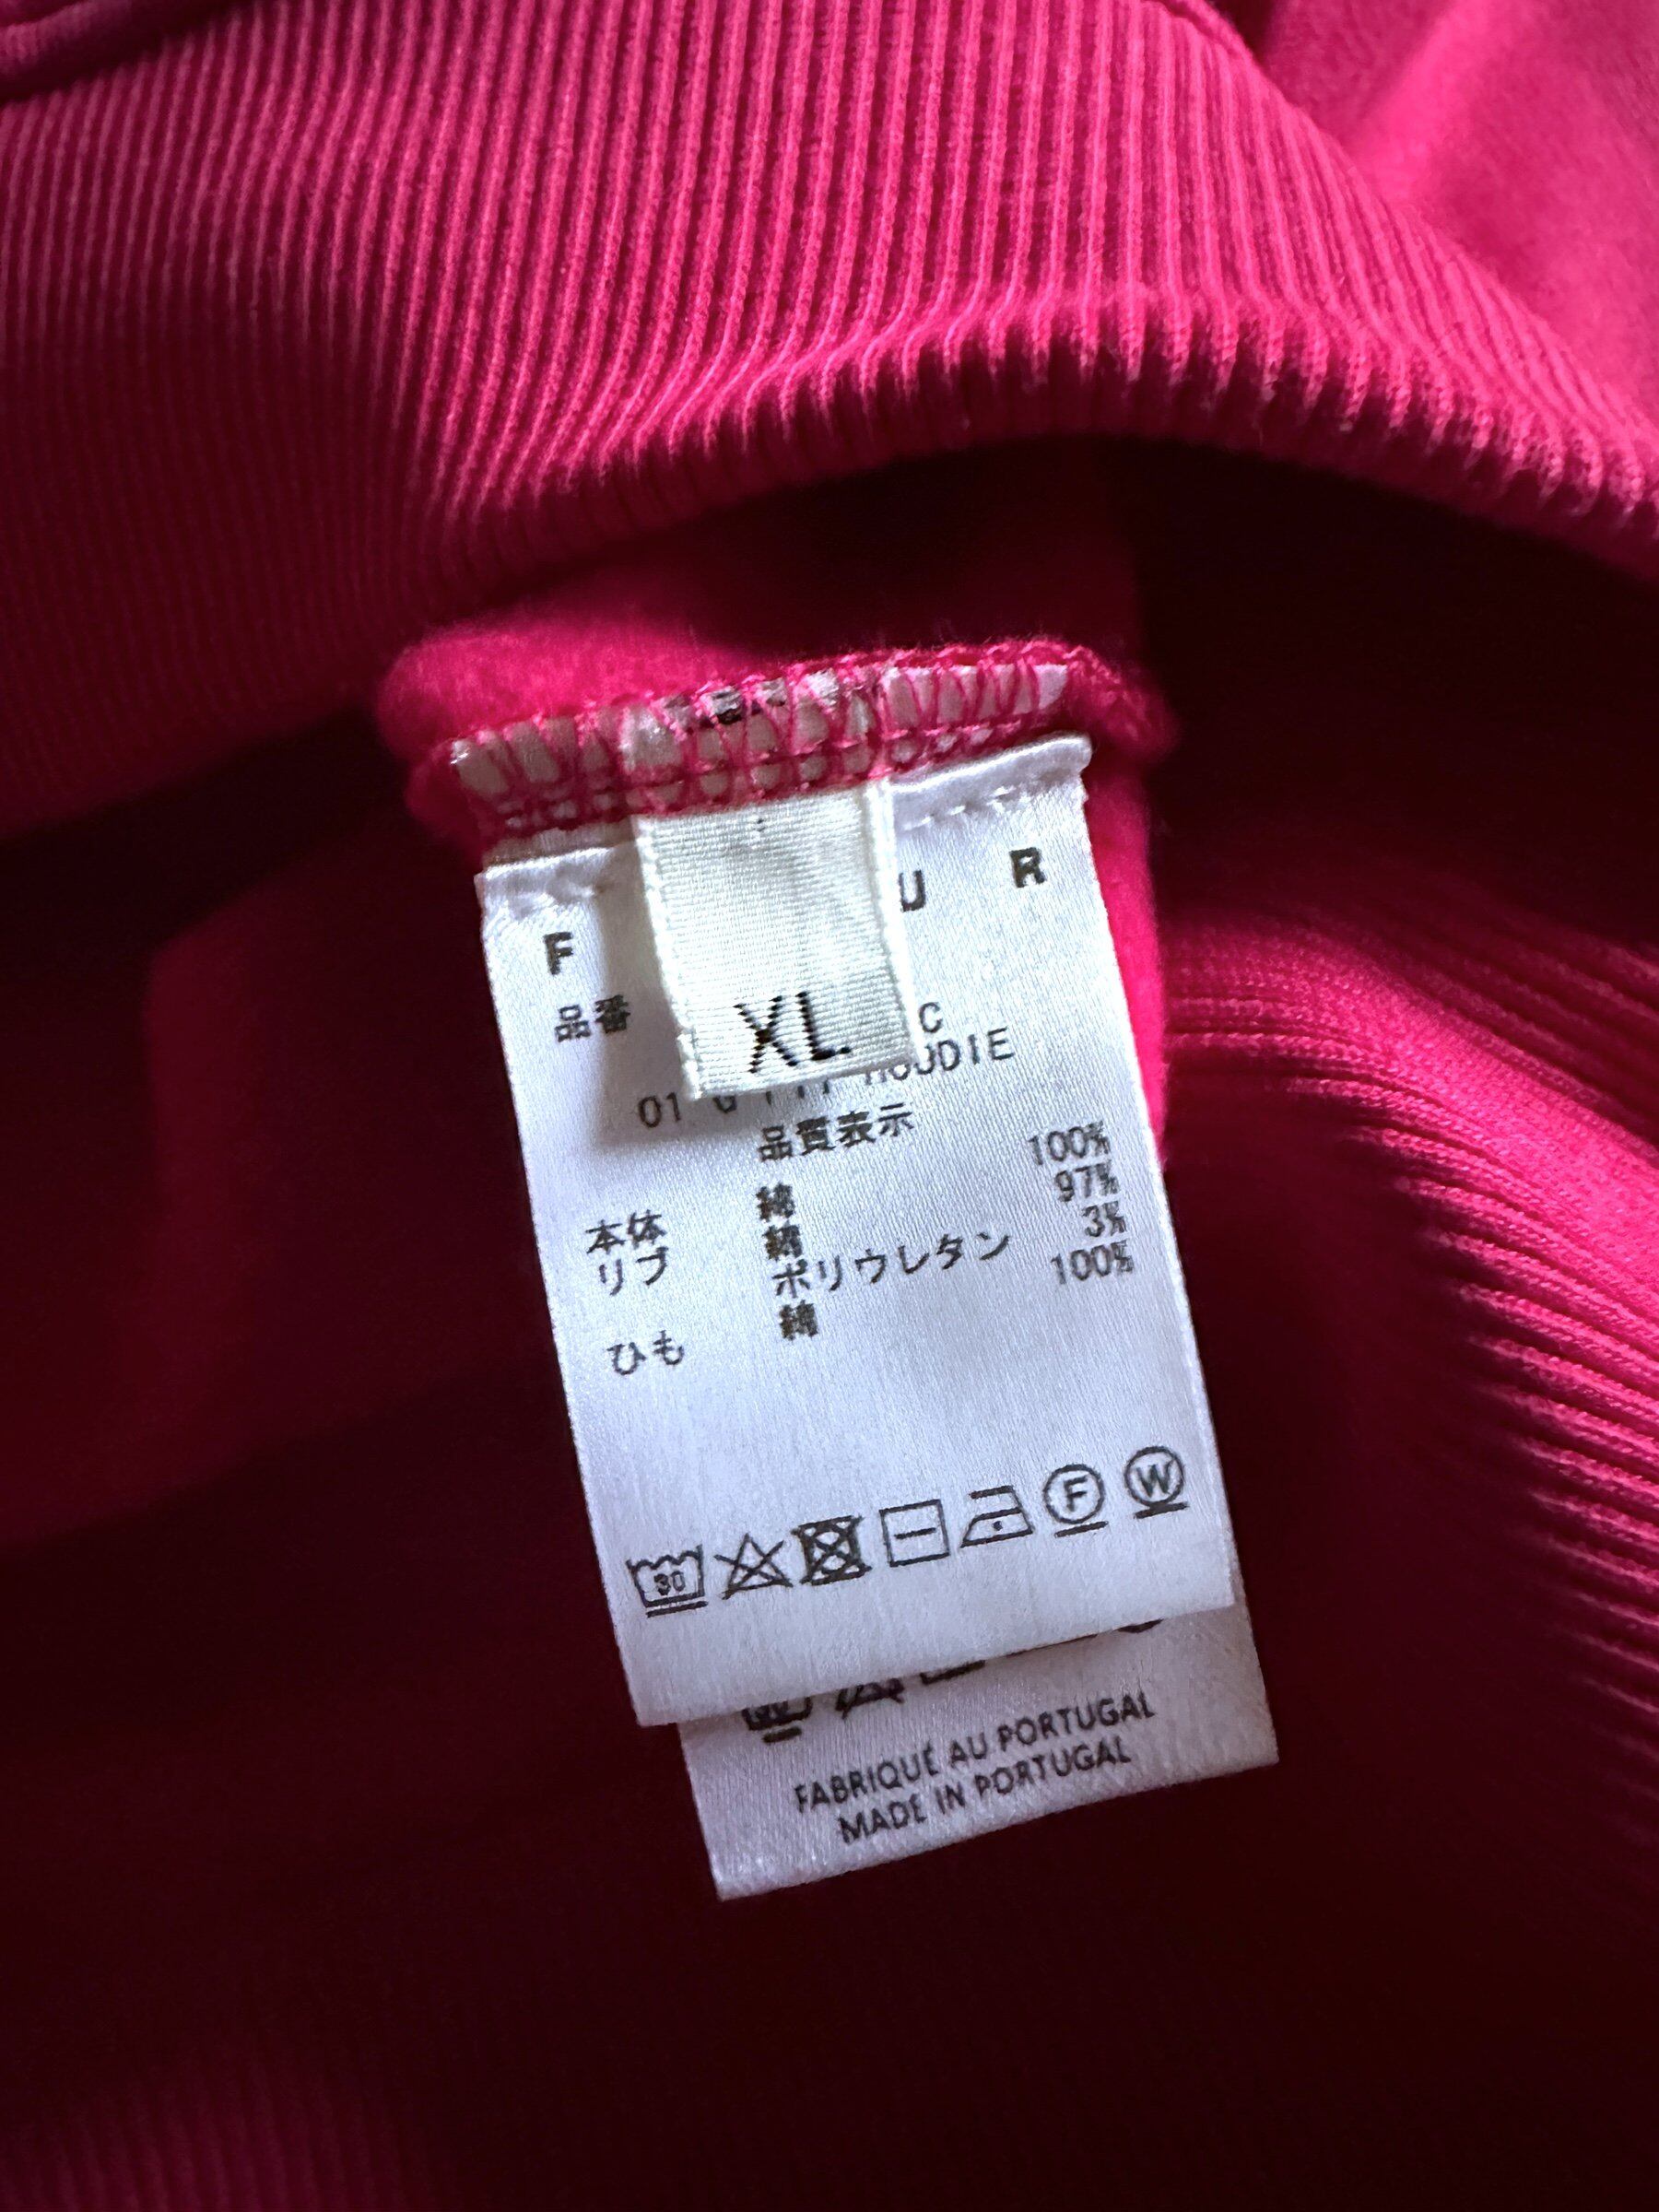 XL
F U R
品番 C
01 HOODIE
品質表示
本体 綿 100%
リブ 綿 97%
ポリウレタン 3%
ひも 綿 100%
30 F W
FABRIQUÉ AU PORTUGAL
MADE IN PORTUGAL